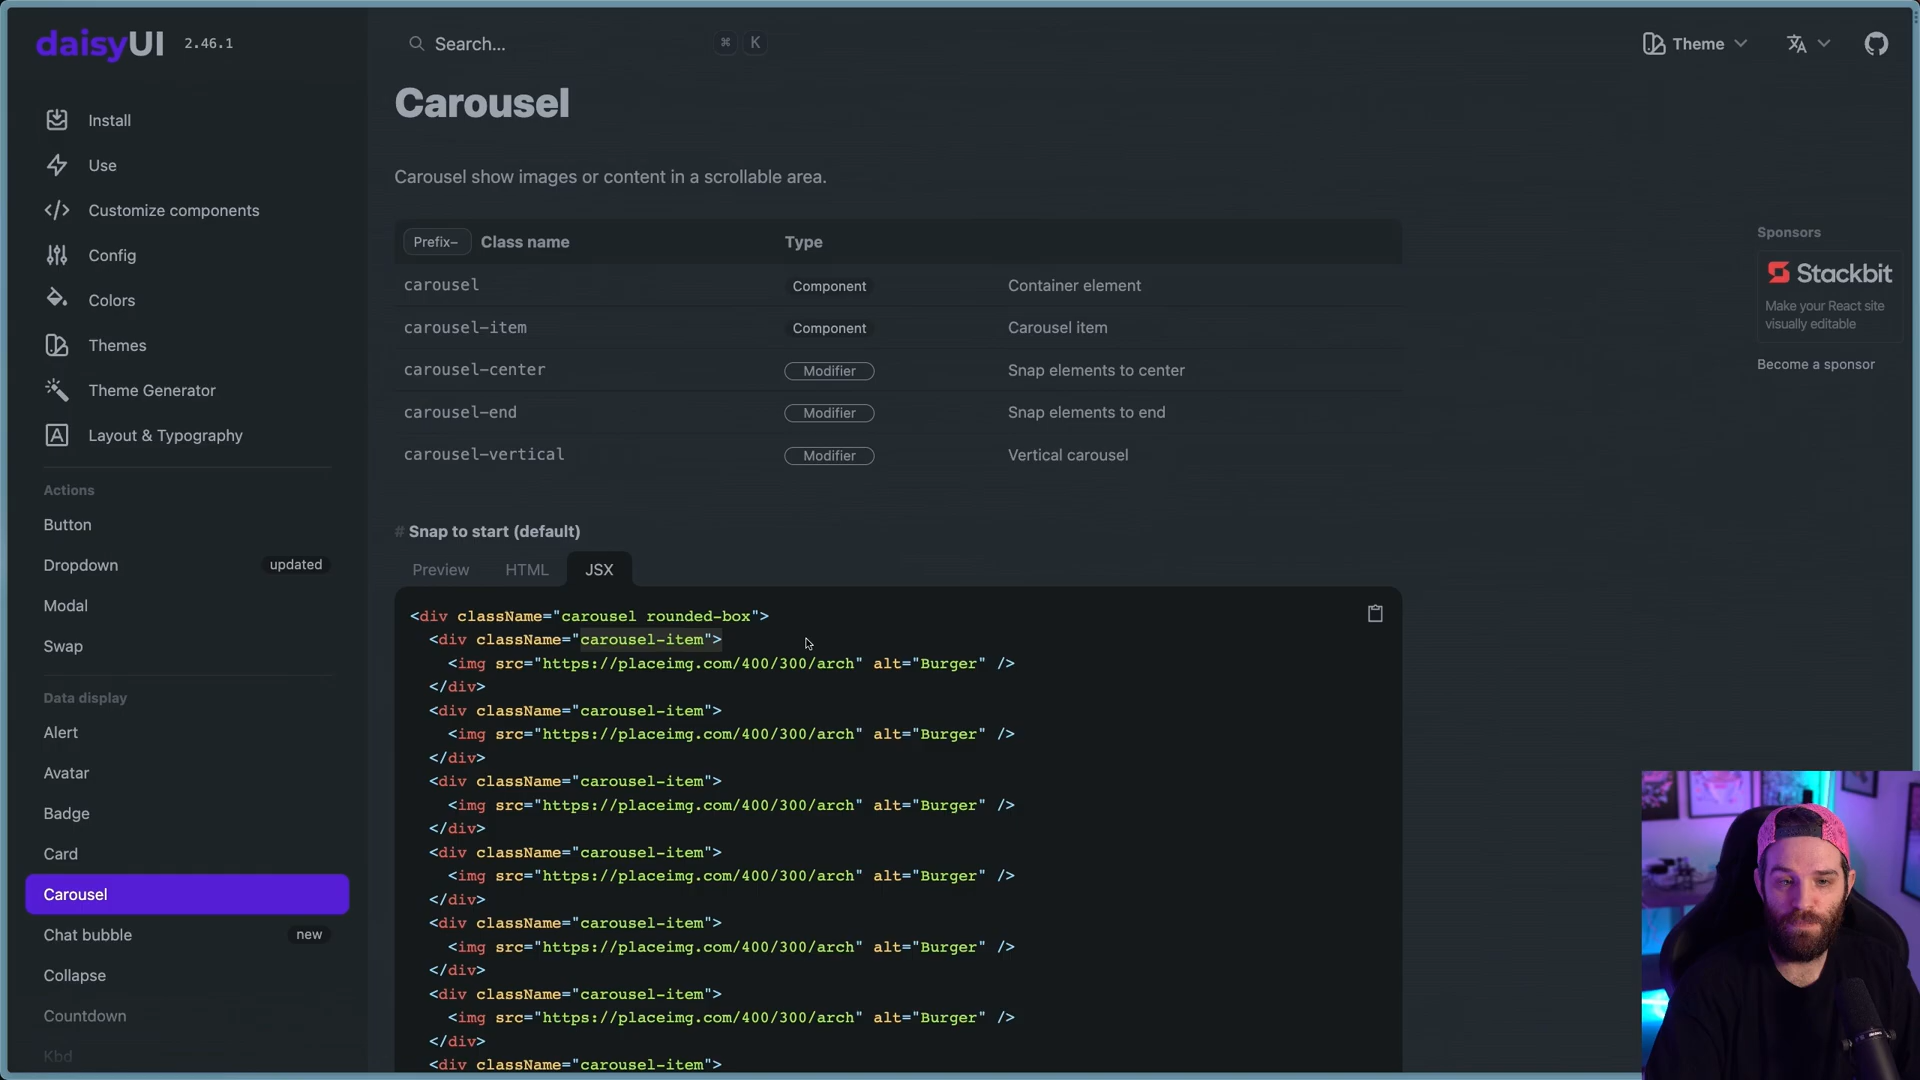 daisyUI 2.46.1
Search...
⌘ K
Theme
Install
Use
Customize components
Config
Colors
Themes
Theme Generator
Layout & Typography
Actions
Button
Dropdown updated
Modal
Swap
Data display
Alert
Avatar
Badge
Card
Carousel
Chat bubble new
Collapse
Countdown
Kbd
Carousel
Carousel show images or content in a scrollable area.
Prefix- Class name Type
carousel Component Container element
carousel-item Component Carousel item
carousel-center Modifier Snap elements to center
carousel-end Modifier Snap elements to end
carousel-vertical Modifier Vertical carousel
# Snap to start (default)
Preview HTML JSX
<div className="carousel rounded-box">
<div className="carousel-item">
<img src="https://placeimg.com/400/300/arch" alt="Burger" />
</div>
<div className="carousel-item">
<img src="https://placeimg.com/400/300/arch" alt="Burger" />
</div>
<div className="carousel-item">
<img src="https://placeimg.com/400/300/arch" alt="Burger" />
</div>
<div className="carousel-item">
<img src="https://placeimg.com/400/300/arch" alt="Burger" />
</div>
<div className="carousel-item">
<img src="https://placeimg.com/400/300/arch" alt="Burger" />
</div>
<div className="carousel-item">
<img src="https://placeimg.com/400/300/arch" alt="Burger" />
</div>
<div className="carousel-item">
Sponsors
Stackbit
Make your React site
visually editable
Become a sponsor